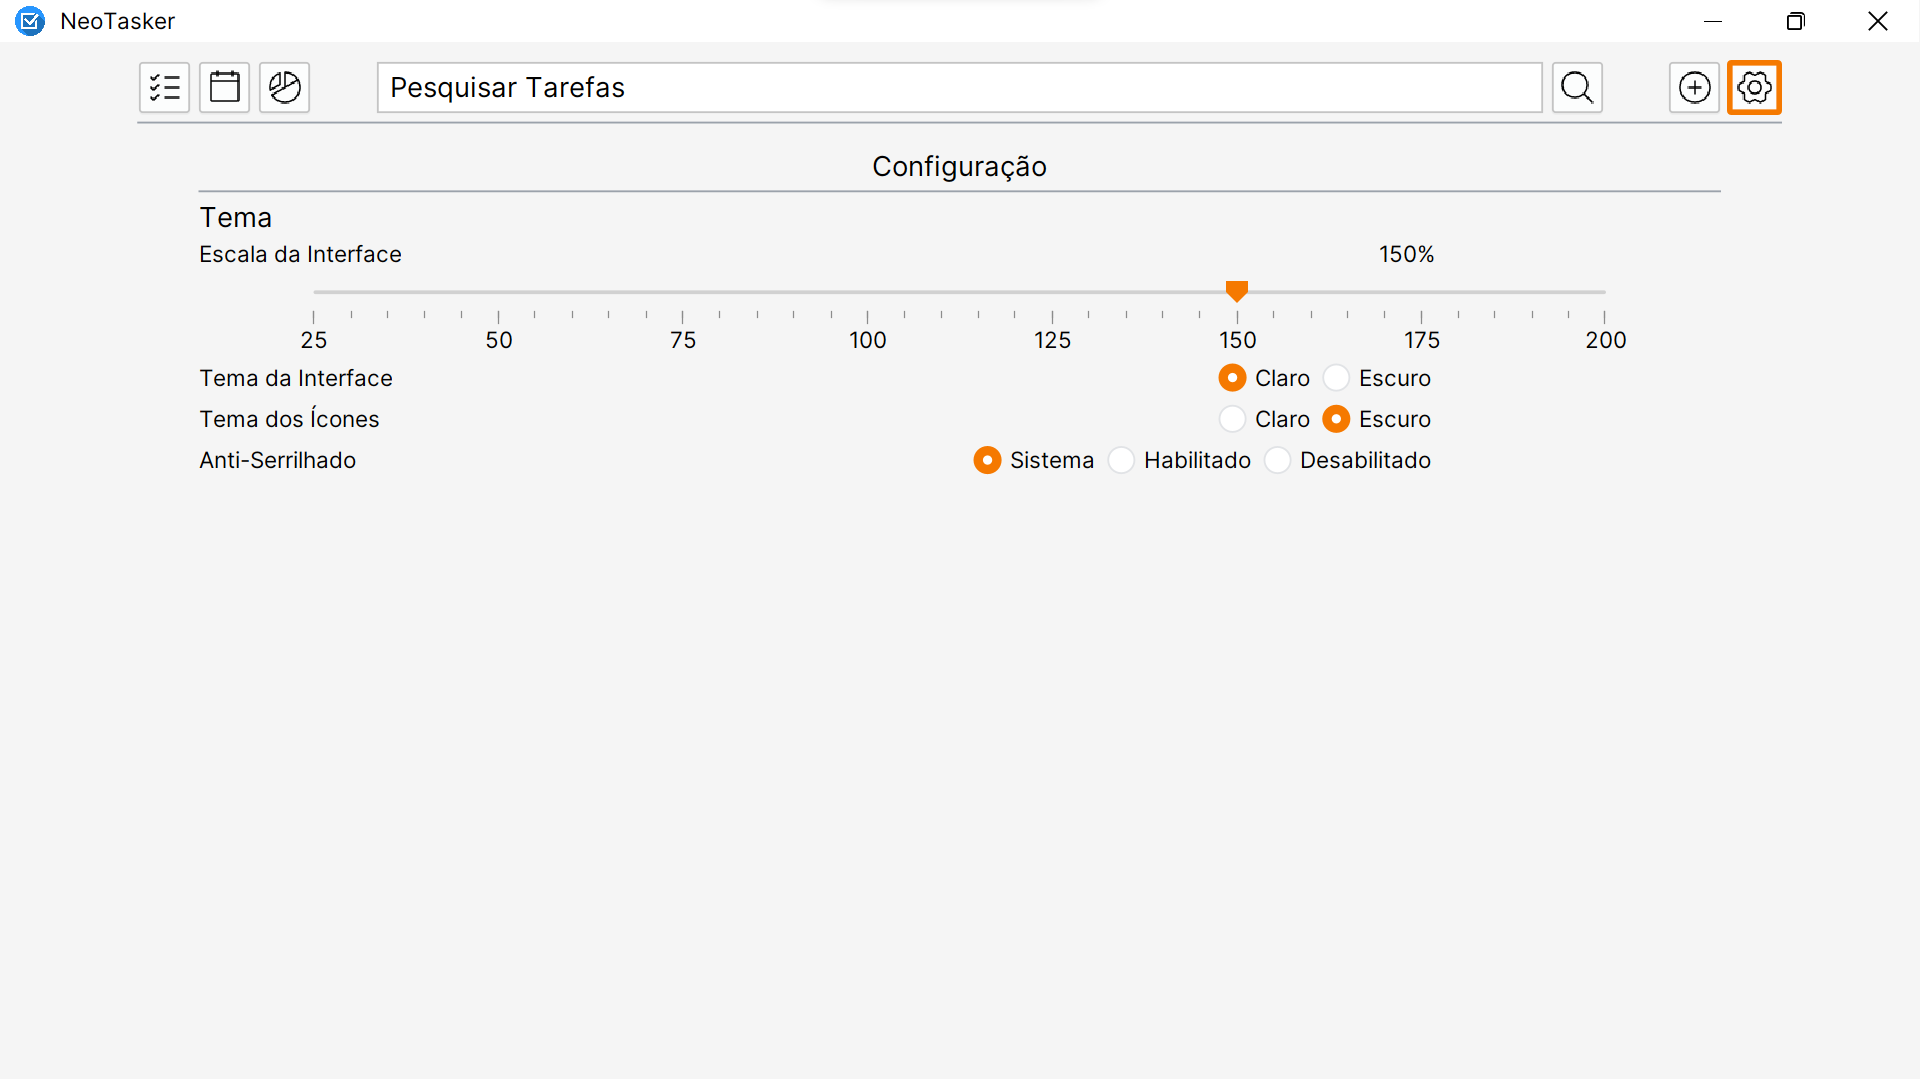 NeoTasker
Pesquisar Tarefas
Configuração
Tema
Escala da Interface 150%
25 50 75 100 125 150 175 200
Tema da Interface Claro Escuro
Tema dos Ícones Claro Escuro
Anti-Serrilhado Sistema Habilitado Desabilitado